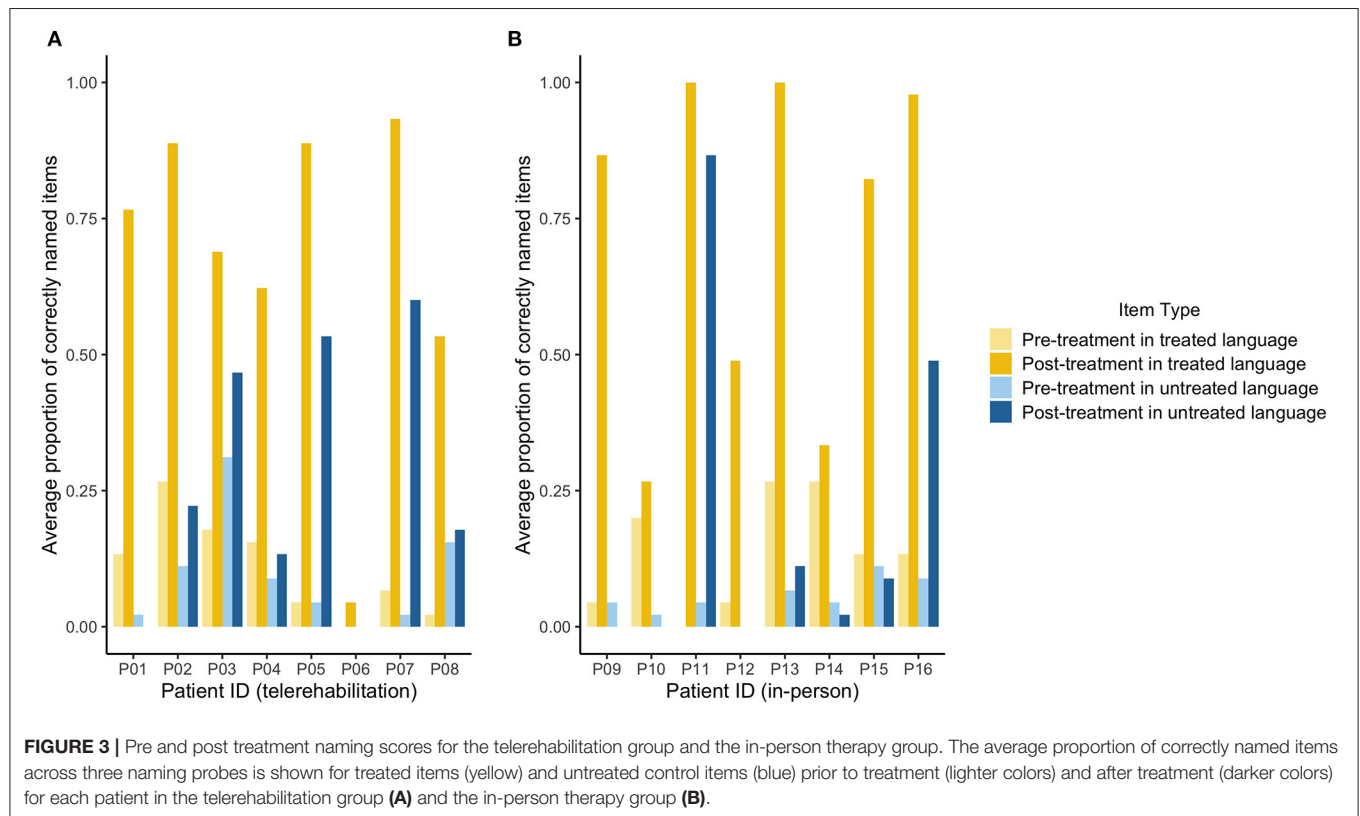 A
Average proportion of correctly named items
1.00
0.75
0.50
0.25
0.00
P01 P02 P03 P04 P05 P06 P07 P08
Patient ID (telerehabilitation)
B
Average proportion of correctly named items
1.00
0.75
0.50
0.25
0.00
P09 P10 P11 P12 P13 P14 P15 P16
Patient ID (in-person)
Item Type
Pre-treatment in treated language
Post-treatment in treated language
Pre-treatment in untreated language
Post-treatment in untreated language
FIGURE 3 | Pre and post treatment naming scores for the telerehabilitation group and the in-person therapy group. The average proportion of correctly named items
across three naming probes is shown for treated items (yellow) and untreated control items (blue) prior to treatment (lighter colors) and after treatment (darker colors)
for each patient in the telerehabilitation group (A) and the in-person therapy group (B).